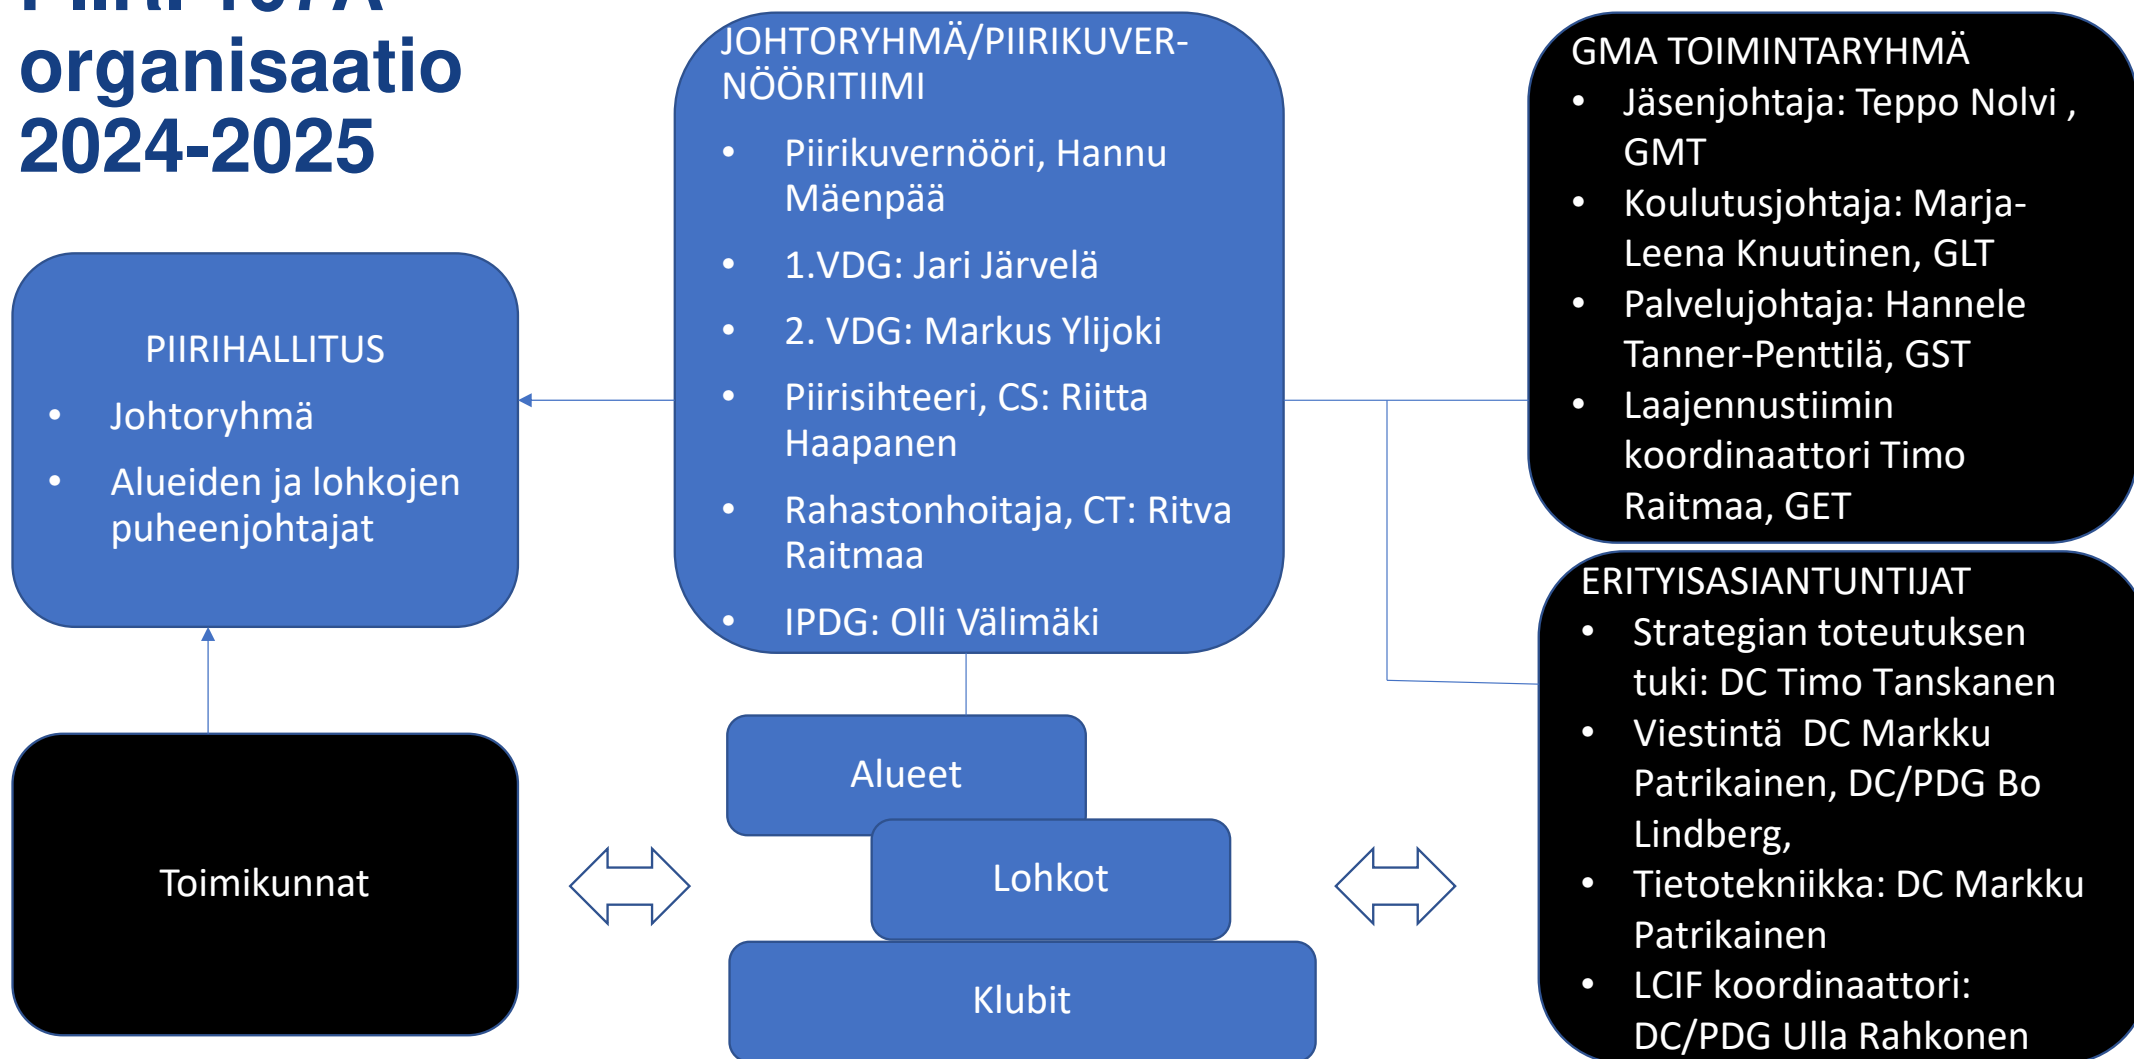 organisaatio
2024-2025
PIIRIHALLITUS
• Johtoryhmä
• Alueiden ja lohkojen
puheenjohtajat
Toimikunnat
JOHTORYHMÄ/PIIRIKUVER-
NÖÖRITIIMI
• Piirikuvernööri, Hannu
Mäenpää
• 1.VDG: Jari Järvelä
• 2. VDG: Markus Ylijoki
• Piirisihteeri, CS: Riitta
Haapanen
• Rahastonhoitaja, CT: Ritva
Raitmaa
• IPDG: Olli Välimäki
Alueet
Lohkot
Klubit
GMA TOIMINTARYHMÄ
• Jäsenjohtaja: Teppo Nolvi ,
GMT
• Koulutusjohtaja: Marja-
Leena Knuutinen, GLT
• Palvelujohtaja: Hannele
Tanner-Penttilä, GST
• Laajennustiimin
koordinaattori Timo
Raitmaa, GET
ERITYISASIANTUNTIJAT
• Strategian toteutuksen
tuki: DC Timo Tanskanen
• Viestintä  DC Markku
Patrikainen, DC/PDG Bo
Lindberg,
• Tietotekniikka: DC Markku
Patrikainen
• LCIF koordinaattori:
DC/PDG Ulla Rahkonen